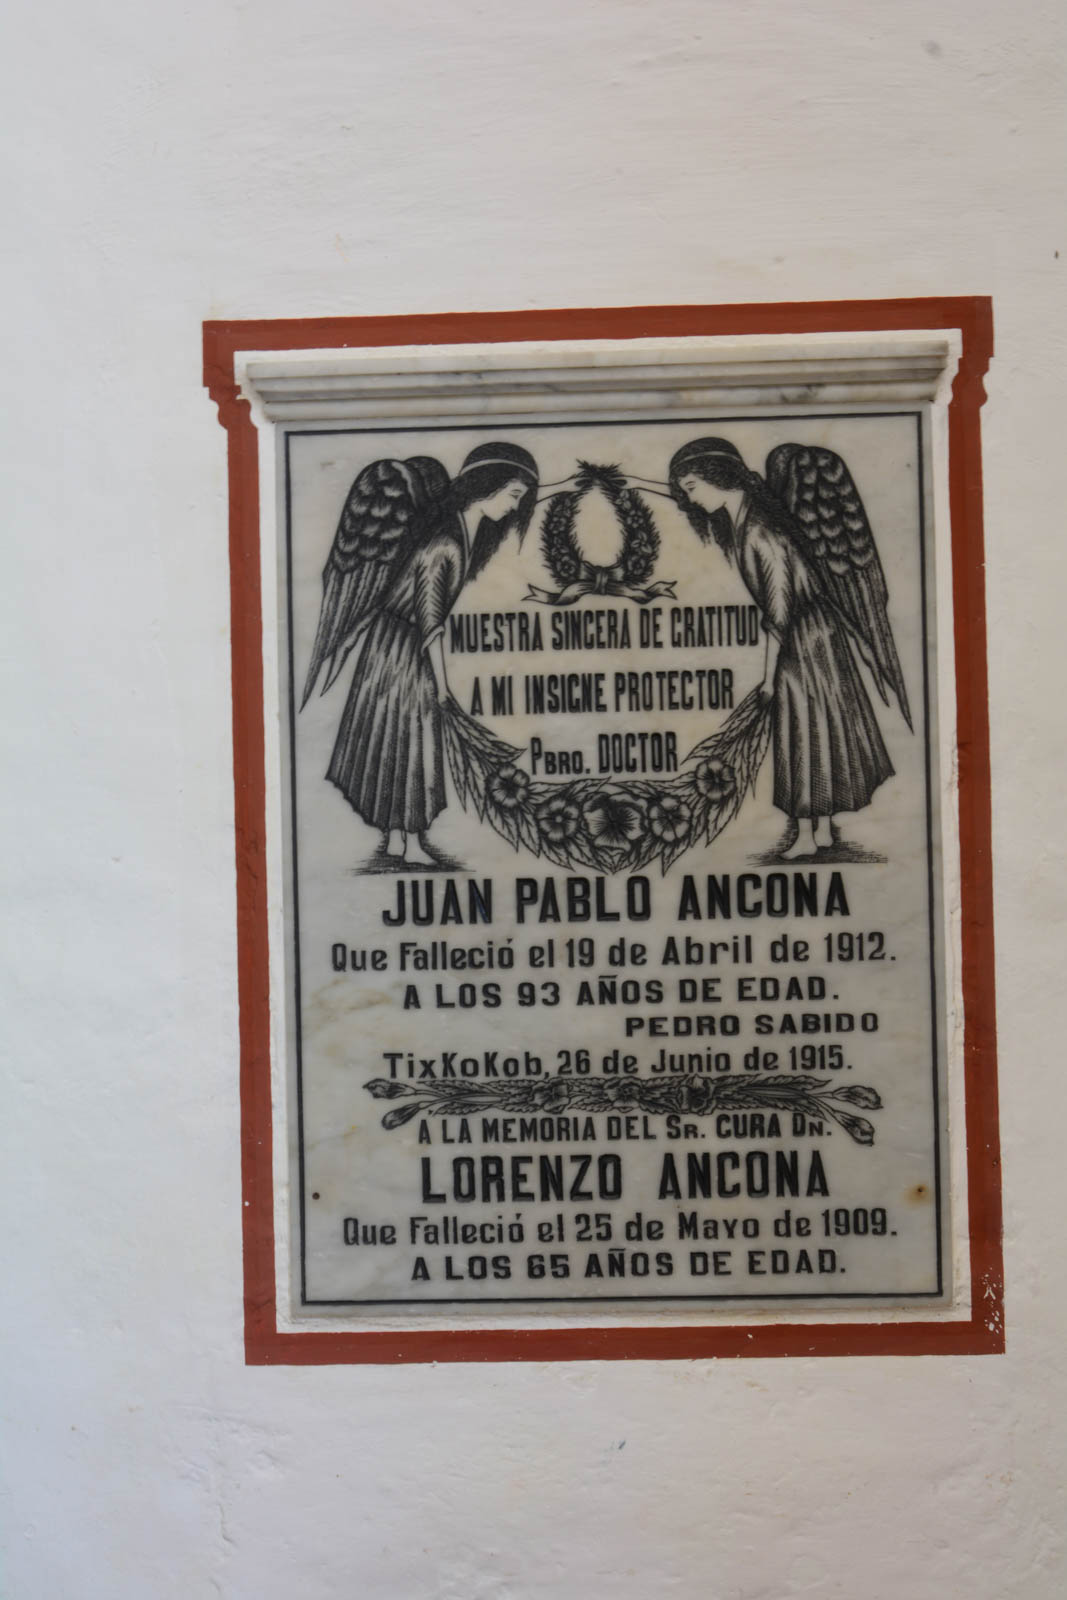 MUESTRA SINCERA DE GRATITUD
A MI INSIGNE PROTECTOR
PBRO. DOCTOR
JUAN PABLO ANCONA
Que Falleció el 19 de Abril de 1912.
A LOS 93 AÑOS DE EDAD.
PEDRO SABIDO
TixKoKob, 26 de Junio de 1915.
A LA MEMORIA DEL SR. CURA DN.
LORENZO ANCONA
Que Falleció el 25 de Mayo de 1909.
A LOS 65 AÑOS DE EDAD.